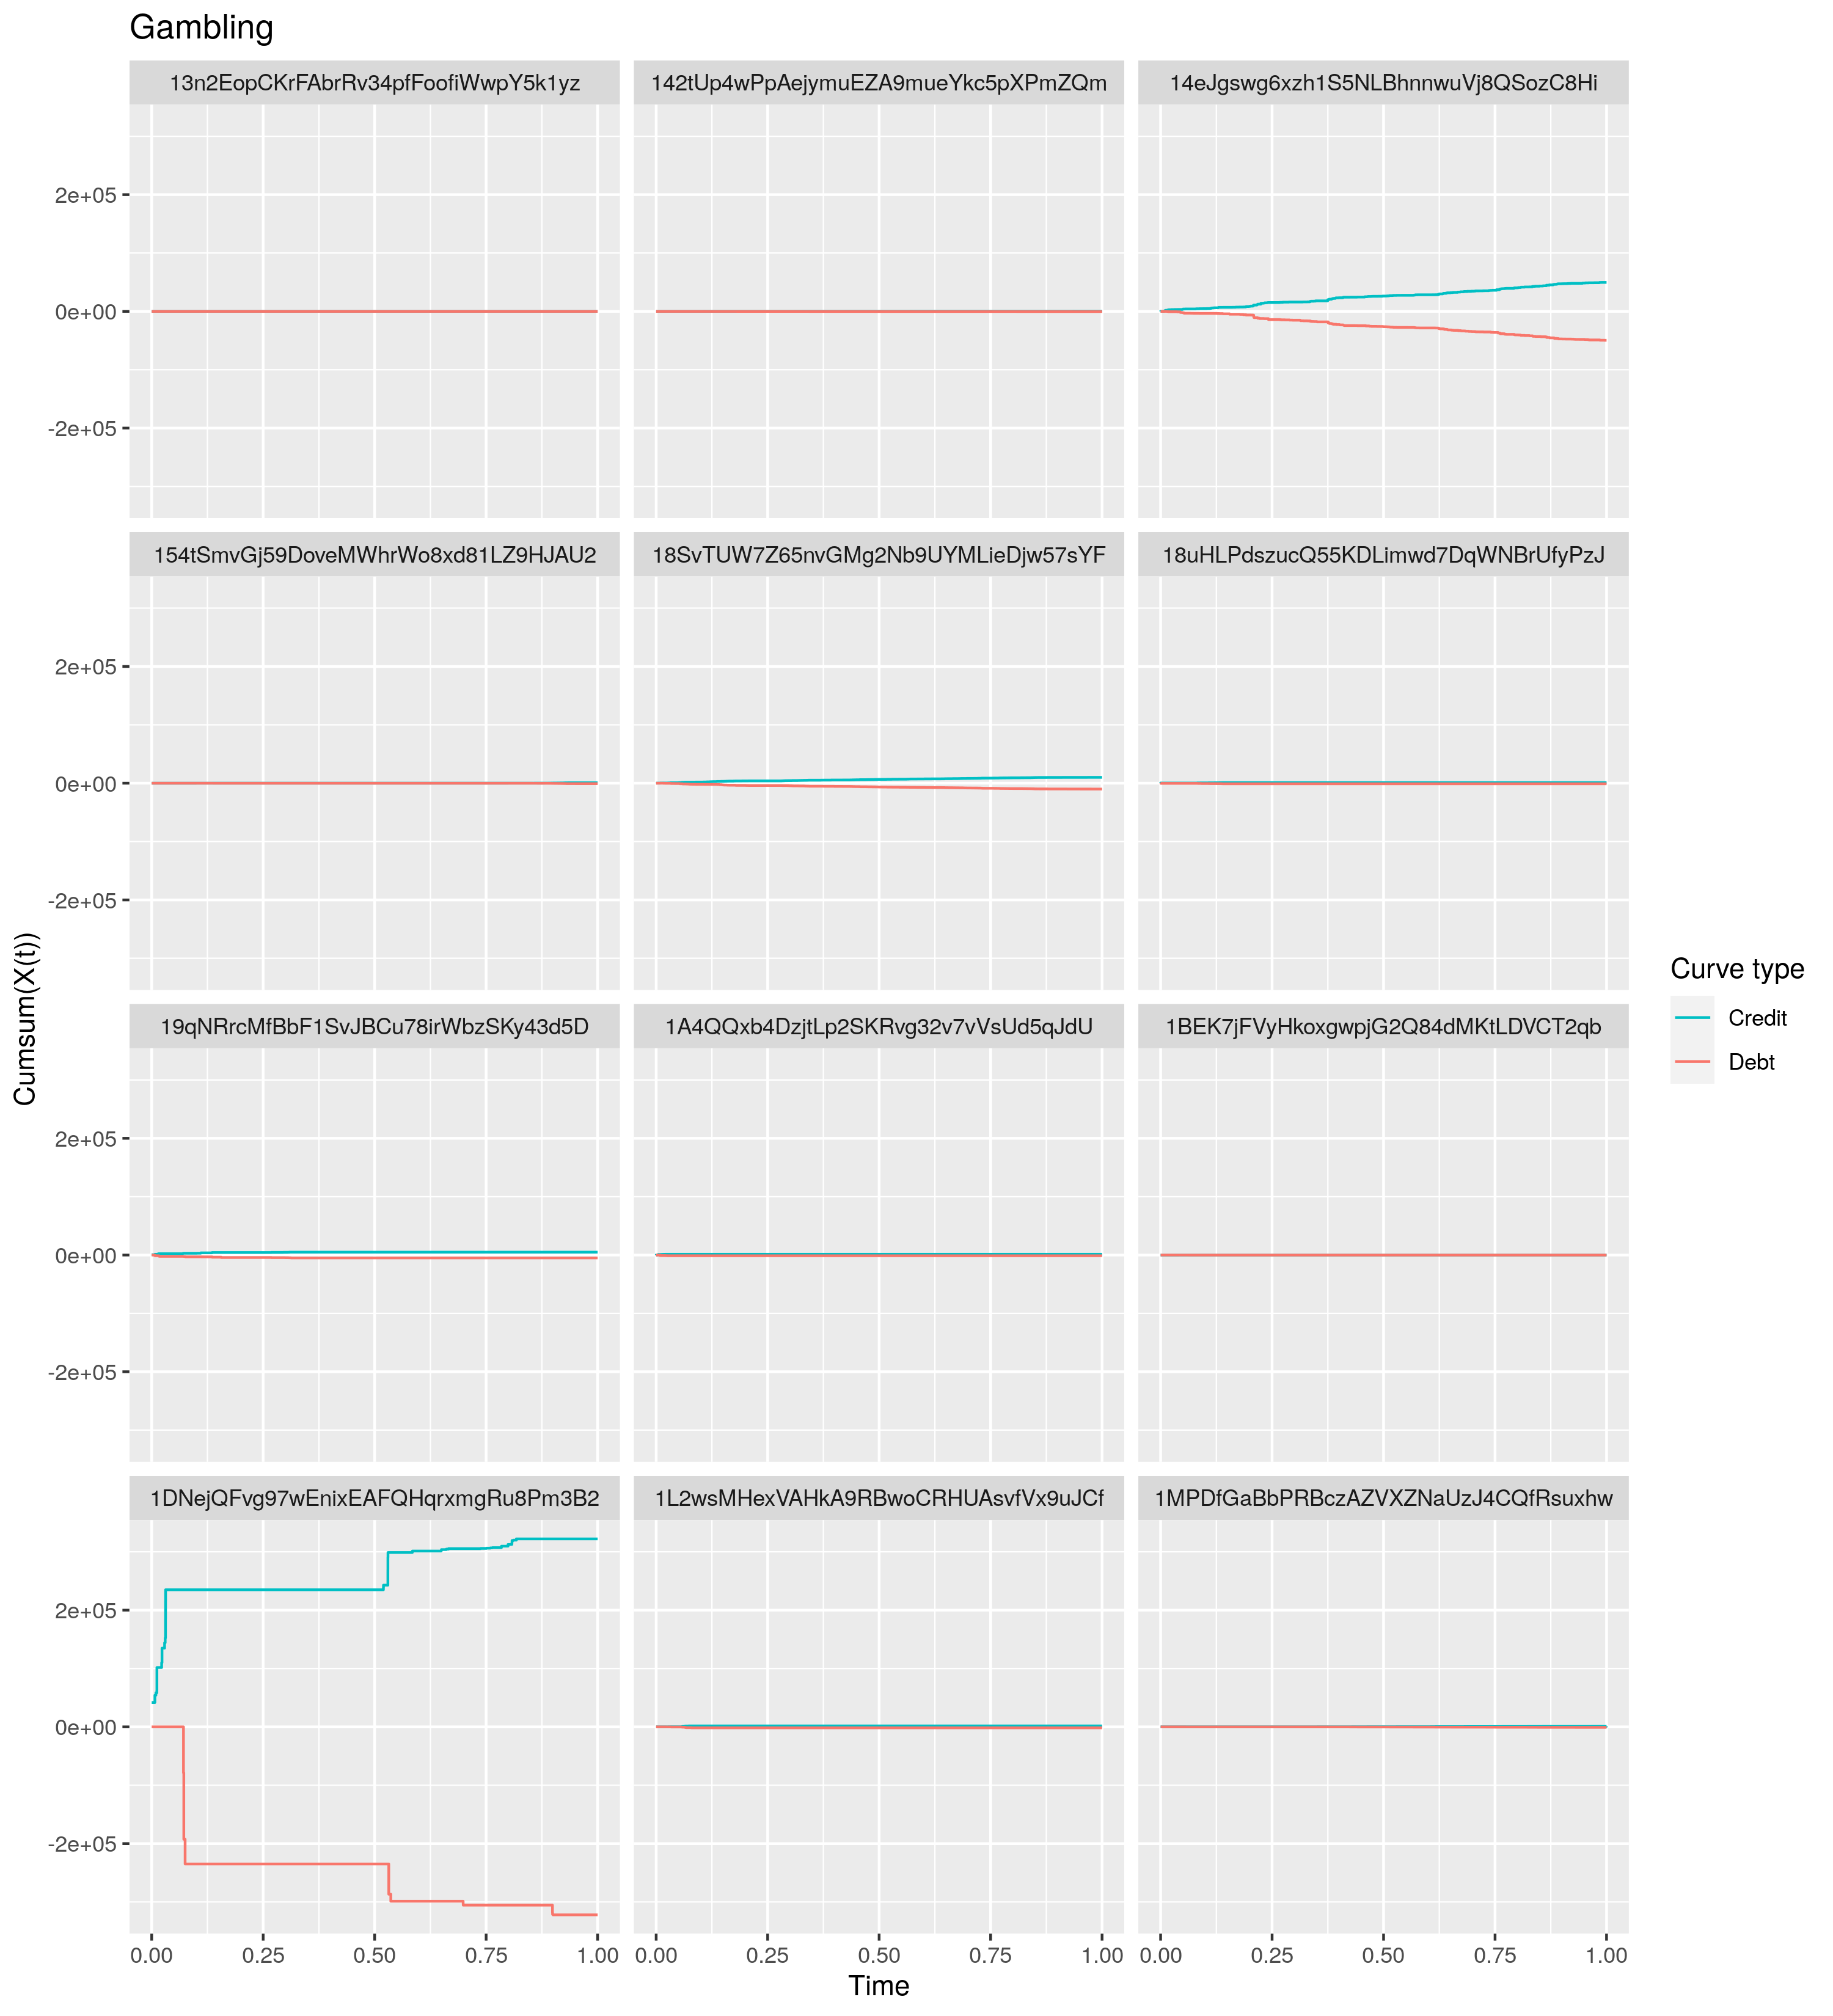 Gambling
13n2EopCKrFAbrRv34pfFoofiWwpY5k1yz
142tUp4wPpAejymuEZA9mueYkc5pXPmZQm
14eJgswg6xzh1S5NLBhnnwuVj8QSozC8Hi
2e+05
0e+00
-2e+05
154tSmvGj59DoveMWhrWo8xd81LZ9HJAU2
18SvTUW7Z65nvGMg2Nb9UYMLieDjw57sYF
18uHLPdszucQ55KDLimwd7DqWNBrUfyPzJ
2e+05
0e+00
-2e+05
19qNRrcMfBbF1SvJBCu78irWbzSKy43d5D
1A4QQxb4DzjtLp2SKRvg32v7vVsUd5qJdU
1BEK7jFVyHkoxgwpjG2Q84dMKtLDVCT2qb
2e+05
0e+00
-2e+05
1DNejQFvg97wEnixEAFQHqrxmgRu8Pm3B2
1L2wsMHexVAHkA9RBwoCRHUAsvfVx9uJCf
1MPDfGaBbPRBczAZVXZNaUzJ4CQfRsuxhw
2e+05
0e+00
-2e+05
0.00 0.25 0.50 0.75 1.00
0.00 0.25 0.50 0.75 1.00
0.00 0.25 0.50 0.75 1.00
Time
Cumsum(X(t))
Curve type
Credit
Debt